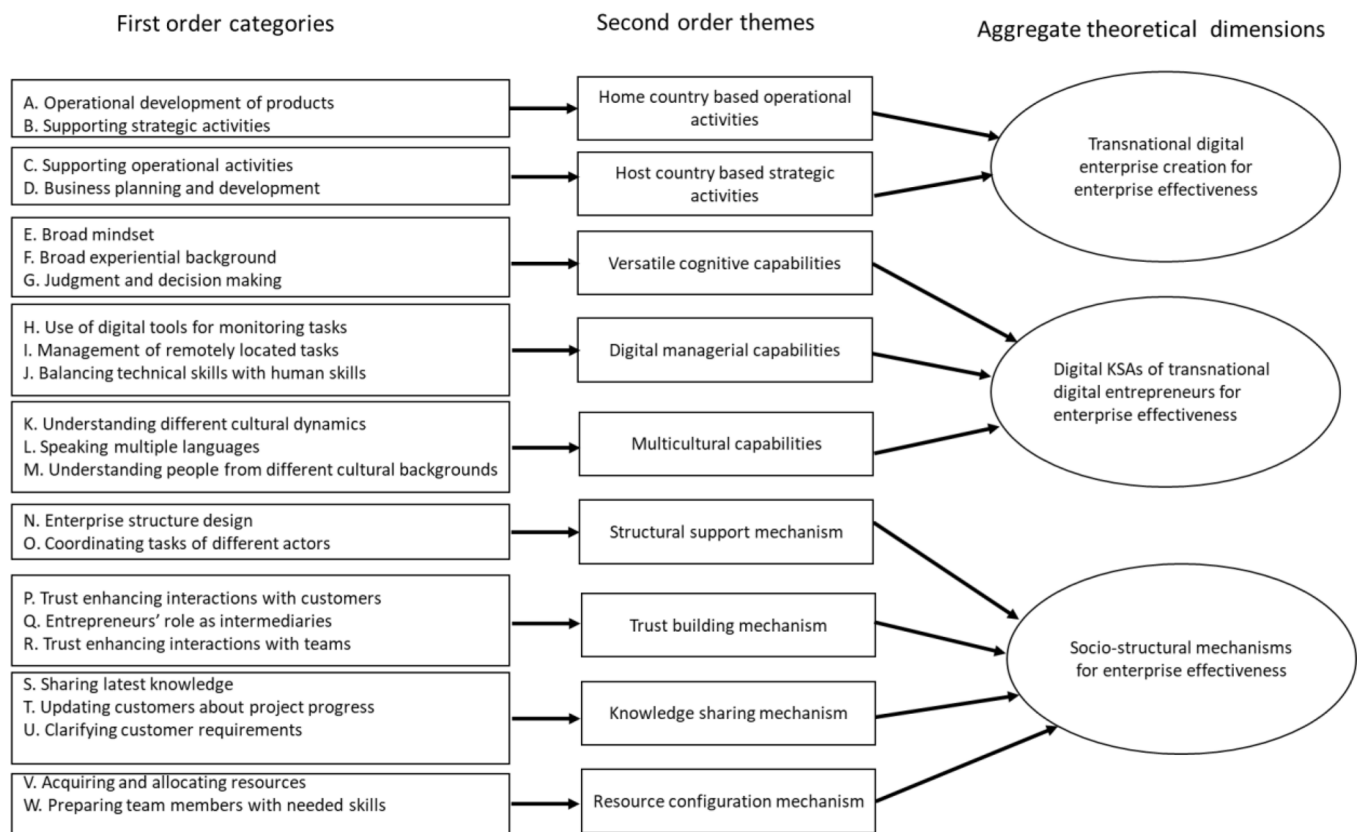 First order categories
Second order themes
Aggregate theoretical dimensions
A. Operational development of products
B. Supporting strategic activities
Home country based operational
activities
C. Supporting operational activities
D. Business planning and development
Host country based strategic
activities
Transnational digital
enterprise creation for
enterprise effectiveness
E. Broad mindset
F. Broad experiential background
G. Judgment and decision making
Versatile cognitive capabilities
H. Use of digital tools for monitoring tasks
I. Management of remotely located tasks
J. Balancing technical skills with human skills
Digital managerial capabilities
K. Understanding different cultural dynamics
L. Speaking multiple languages
M. Understanding people from different cultural backgrounds
Multicultural capabilities
Digital KSAs of transnational
digital entrepreneurs for
enterprise effectiveness
N. Enterprise structure design
O. Coordinating tasks of different actors
Structural support mechanism
P. Trust enhancing interactions with customers
Q. Entrepreneurs’ role as intermediaries
R. Trust enhancing interactions with teams
Trust building mechanism
S. Sharing latest knowledge
T. Updating customers about project progress
U. Clarifying customer requirements
Knowledge sharing mechanism
V. Acquiring and allocating resources
W. Preparing team members with needed skills
Resource configuration mechanism
Socio-structural mechanisms
for enterprise effectiveness